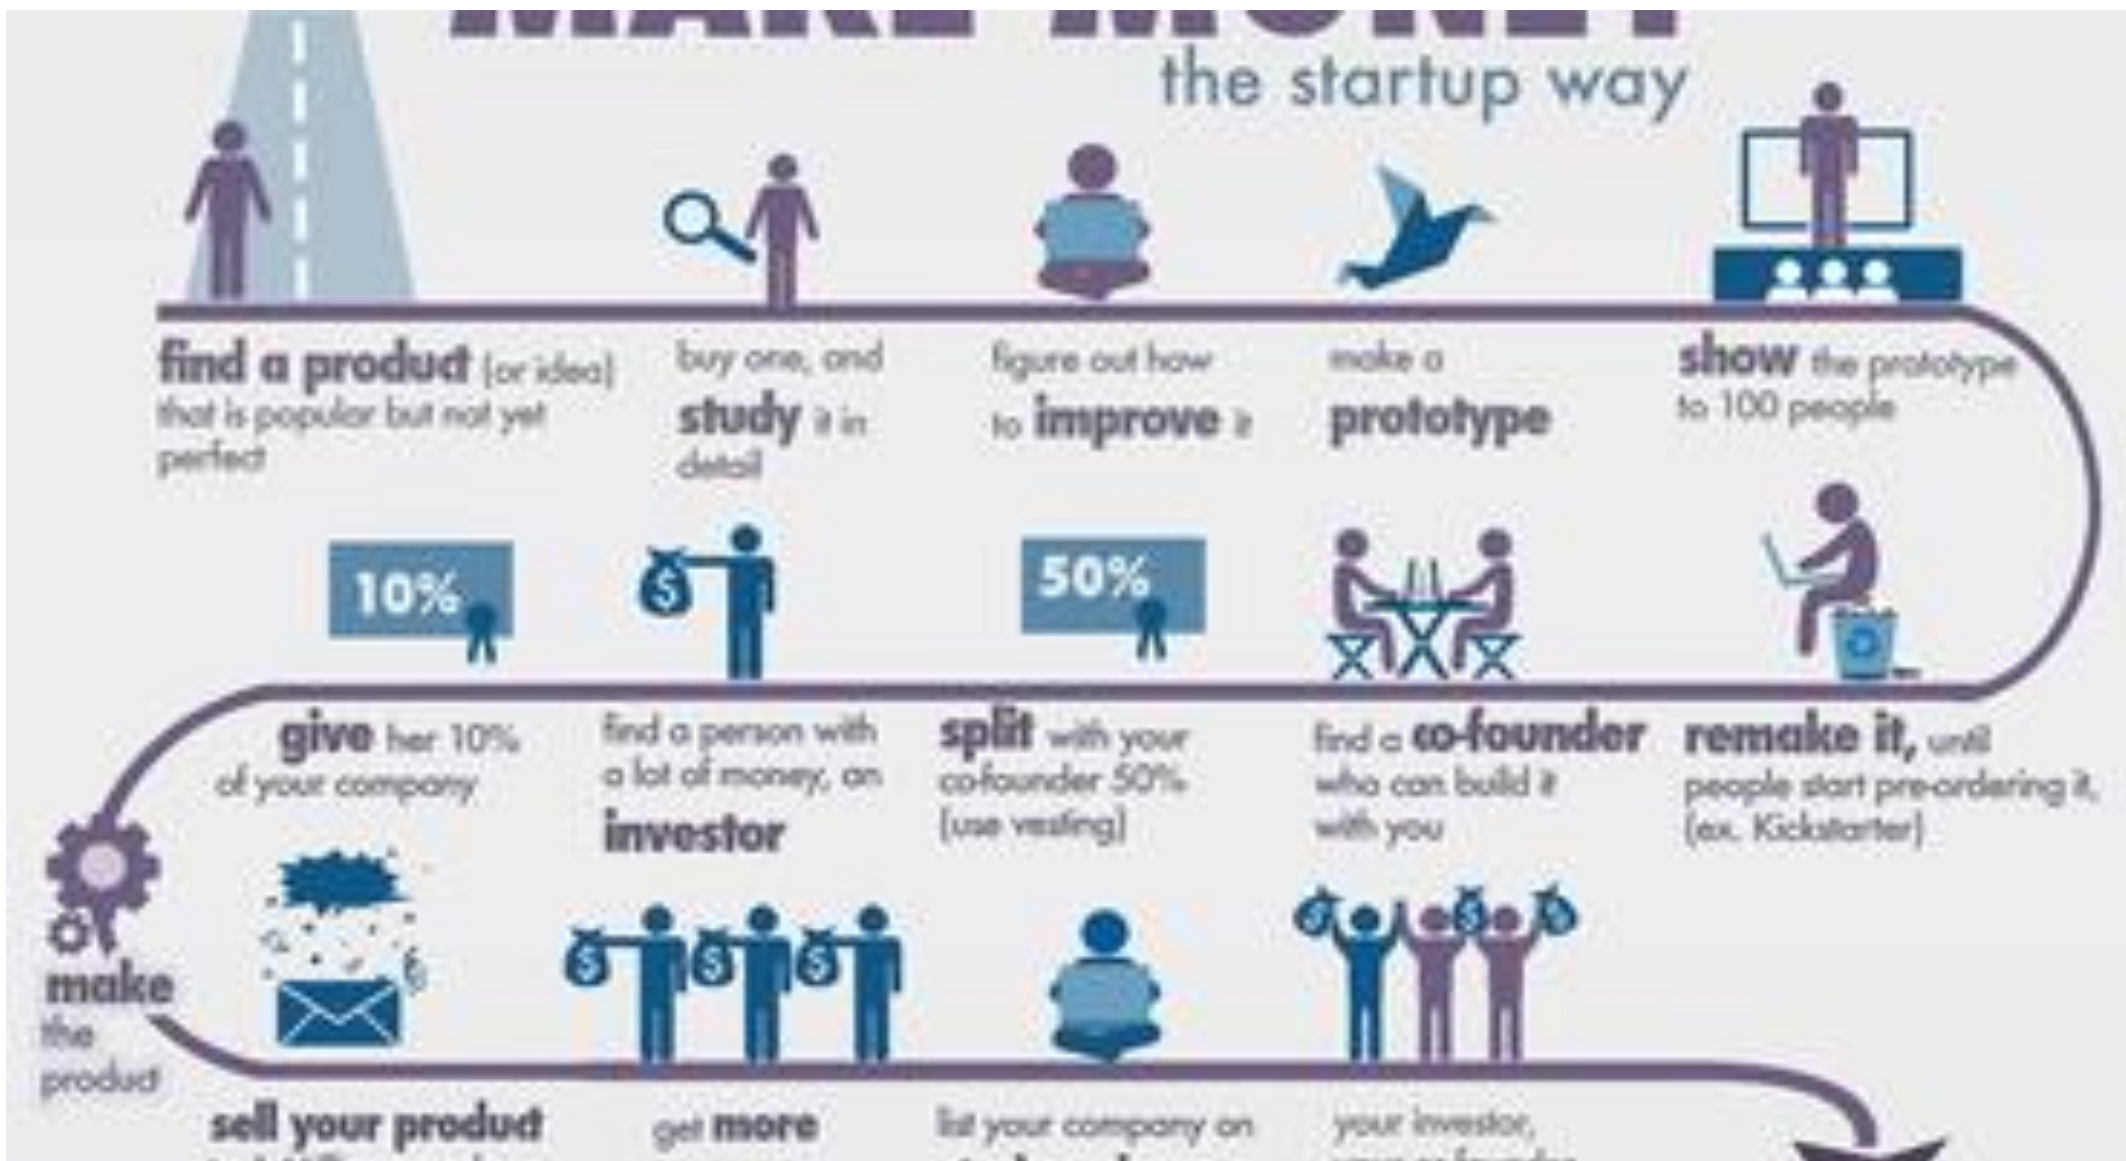 MAKE MONEY
the startup way
find a product (or idea)
that is popular but not yet
perfect
buy one, and
study it in
detail
figure out how
to improve it
make a
prototype
show the prototype
to 100 people
remake it, until
people start pre-ordering it,
(ex. Kickstarter)
find a co-founder
who can build it
with you
50%
split with your
co-founder 50%
(use vesting)
$
find a person with
a lot of money, an
investor
10%
give her 10%
of your company
make
the
product
sell your product
$ $ $
get more
list your company on
$ $ $
your investor,